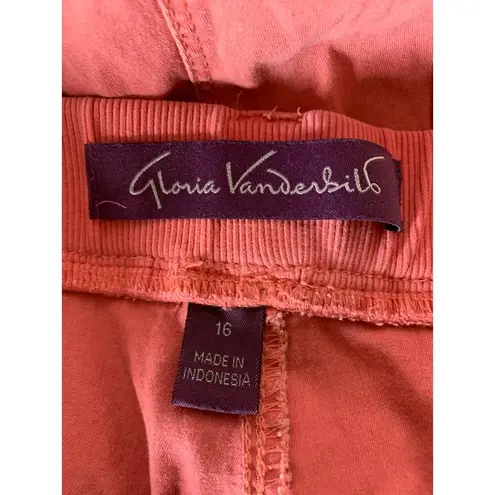 Gloria Vanderbilt
16
MADE IN
INDONESIA